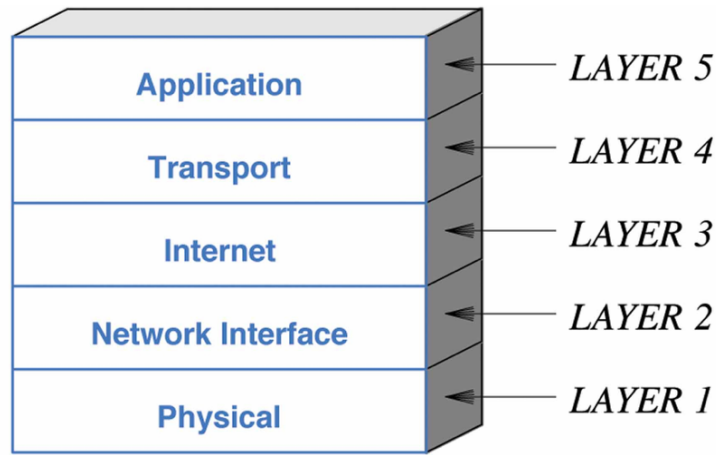 Application
LAYER 5
Transport
LAYER 4
Internet
LAYER 3
Network Interface
LAYER 2
Physical
LAYER 1